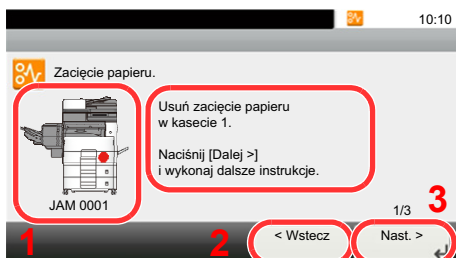 10:10
Zacięcie papieru.
Usuń zacięcie papieru
w kasecie 1.
Naciśnij [Dalej >]
i wykonaj dalsze instrukcje.
JAM 0001
1/3
3
1
2
< Wstecz
Nast. >